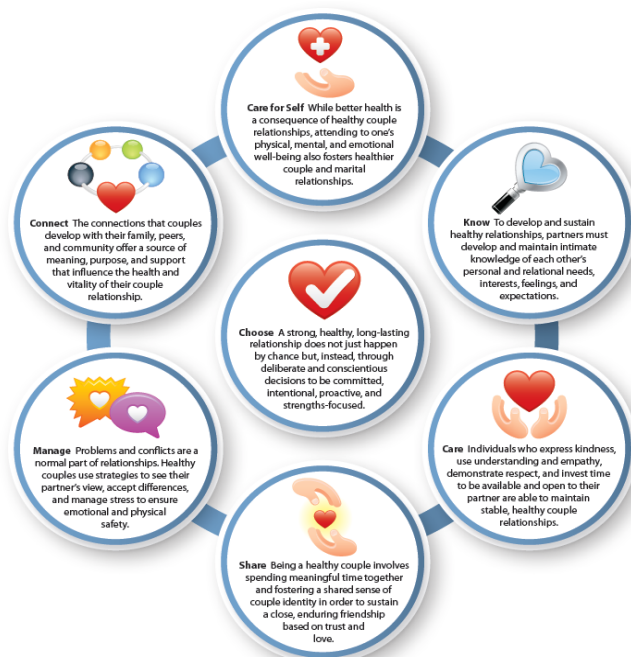 Care for Self While better health is
a consequence of healthy couple
relationships, attending to one's
physical, mental, and emotional
well-being also fosters healthier
couple and marital
relationships.
Connect The connections that couples
develop with their family, peers,
and community offer a source of
meaning, purpose, and support
that influence the health and
vitality of their couple
relationship.
Know To develop and sustain
healthy relationships, partners must
develop and maintain intimate
knowledge of each other's
personal and relational needs,
interests, feelings, and
expectations.
Choose A strong, healthy, long-lasting
relationship does not just happen
by chance but, instead, through
deliberate and conscientious
decisions to be committed,
intentional, proactive, and
strengths-focused.
Manage Problems and conflicts are a
normal part of relationships. Healthy
couples use strategies to see their
partner's view, accept differences,
and manage stress to ensure
emotional and physical
safety.
Care Individuals who express kindness,
use understanding and empathy,
demonstrate respect, and invest time
to be available and open to their
partner are able to maintain
stable, healthy couple
relationships.
Share Being a healthy couple involves
spending meaningful time together
and fostering a shared sense of
couple identity in order to sustain
a close, enduring friendship
based on trust and
love.